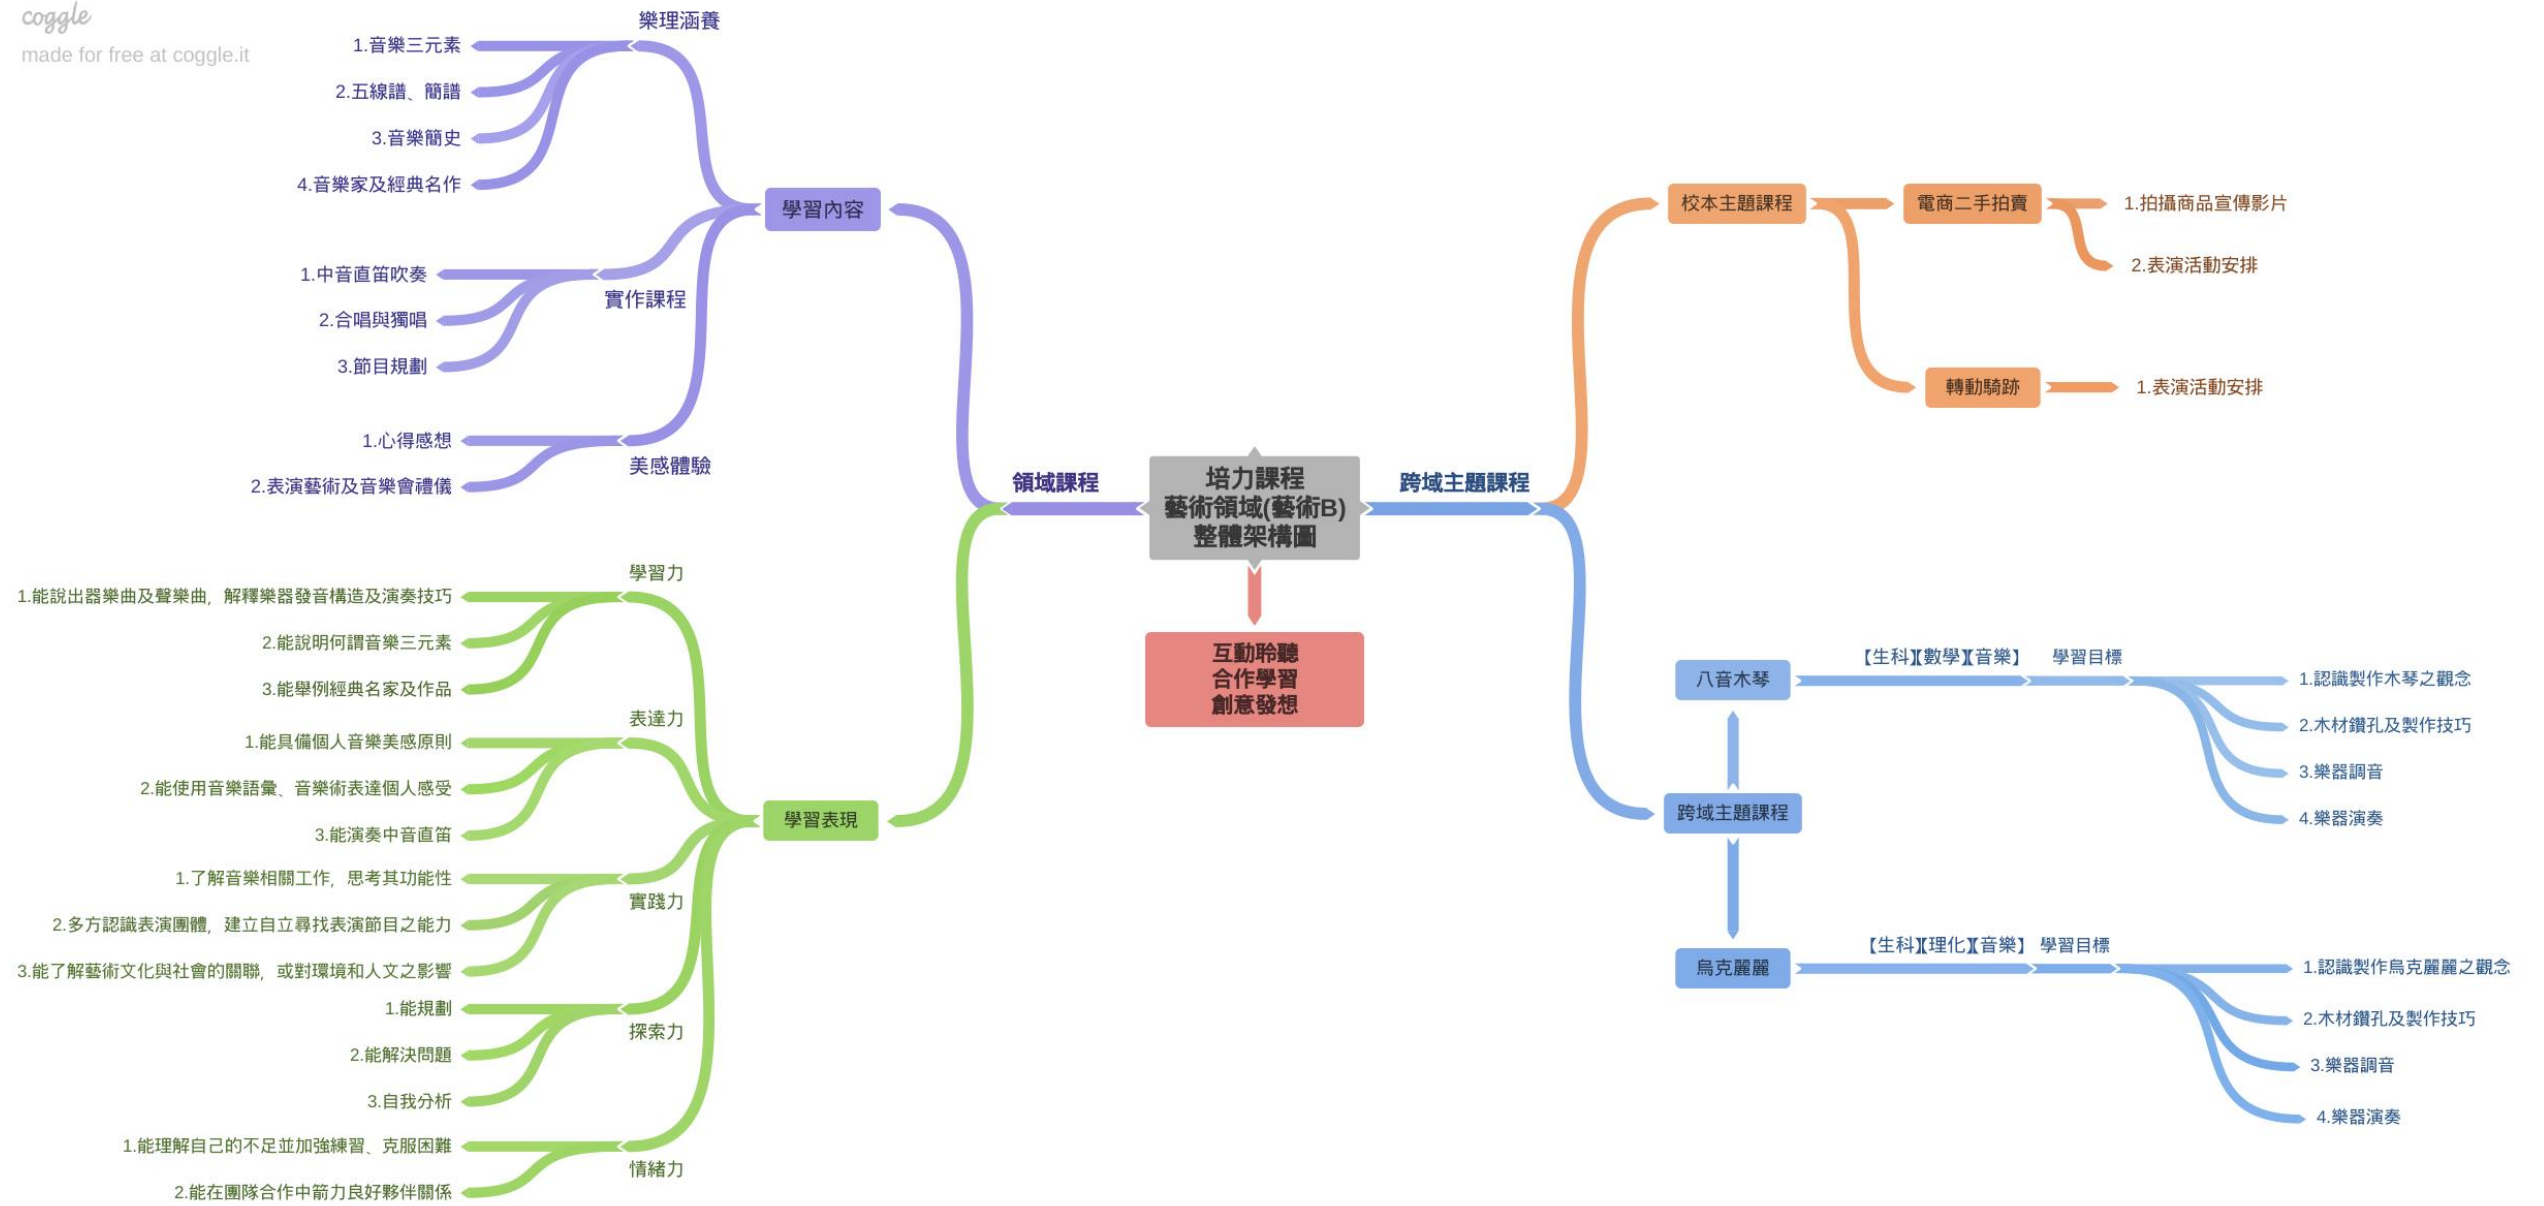 coggle
made for free at coggle.it
樂理涵養
1.音樂三元素
2.五線譜、簡譜
3.音樂簡史
4.音樂家及經典名作
學習內容
1.中音直笛吹奏
實作課程
2.合唱與獨唱
3.節目規劃
1.心得感想
美感體驗
2.表演藝術及音樂會禮儀
領域課程
學習力
1.能說出器樂曲及聲樂曲，解釋樂器發音構造及演奏技巧
2.能說明何謂音樂三元素
3.能舉例經典名家及作品
表達力
1.能具備個人音樂美感原則
2.能使用音樂語彙、音樂術表達個人感受
3.能演奏中音直笛
學習表現
1.了解音樂相關工作，思考其功能性
實踐力
2.多方認識表演團體，建立自立尋找表演節目之能力
3.能了解藝術文化與社會的關聯，或對環境和人文之影響
1.能規劃
探索力
2.能解決問題
3.自我分析
1.能理解自己的不足並加強練習、克服困難
情緒力
2.能在團隊合作中箭力良好夥伴關係
培力課程
藝術領域(藝術B)
整體架構圖
互動聆聽
合作學習
創意發想
跨域主題課程
校本主題課程
電商二手拍賣
1.拍攝商品宣傳影片
2.表演活動安排
轉動騎跡
1.表演活動安排
八音木琴
【生科】【數學】【音樂】
學習目標
1.認識製作木琴之觀念
2.木材鑽孔及製作技巧
3.樂器調音
4.樂器演奏
跨域主題課程
烏克麗麗
【生科】【理化】【音樂】
學習目標
1.認識製作烏克麗麗之觀念
2.木材鑽孔及製作技巧
3.樂器調音
4.樂器演奏